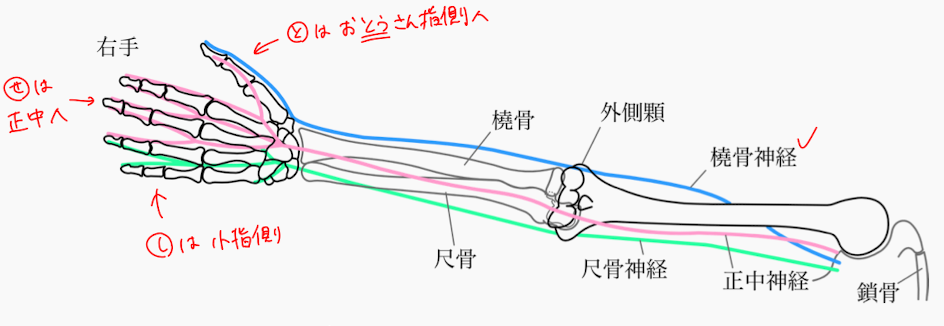 右手
㋣は おとうさん指側へ
㋝は
正中へ
橈骨
外側顆
橈骨神経
㋛は 小指側
尺骨
尺骨神経
正中神経
鎖骨